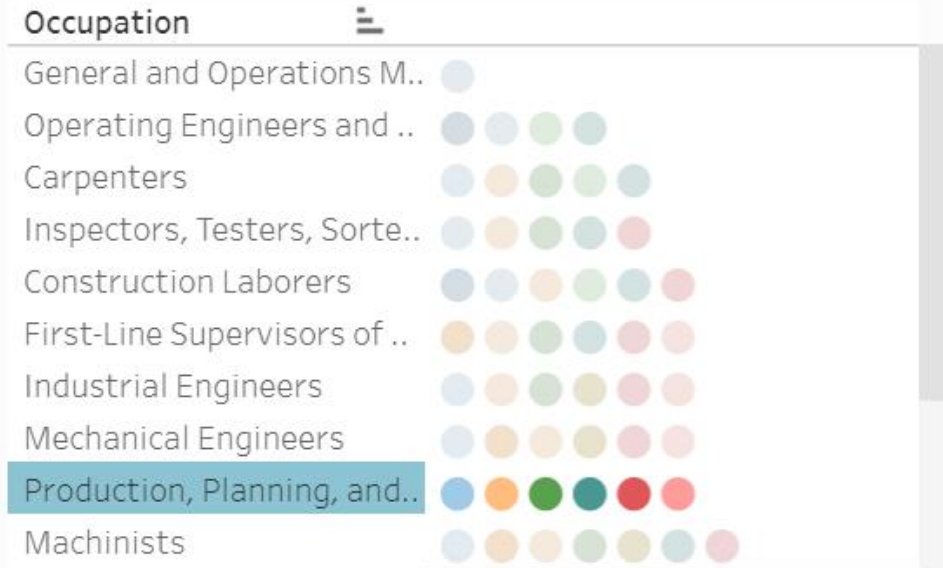 Occupation
General and Operations M..
Operating Engineers and ..
Carpenters
Inspectors, Testers, Sorte..
Construction Laborers
First-Line Supervisors of ..
Industrial Engineers
Mechanical Engineers
Production, Planning, and..
Machinists